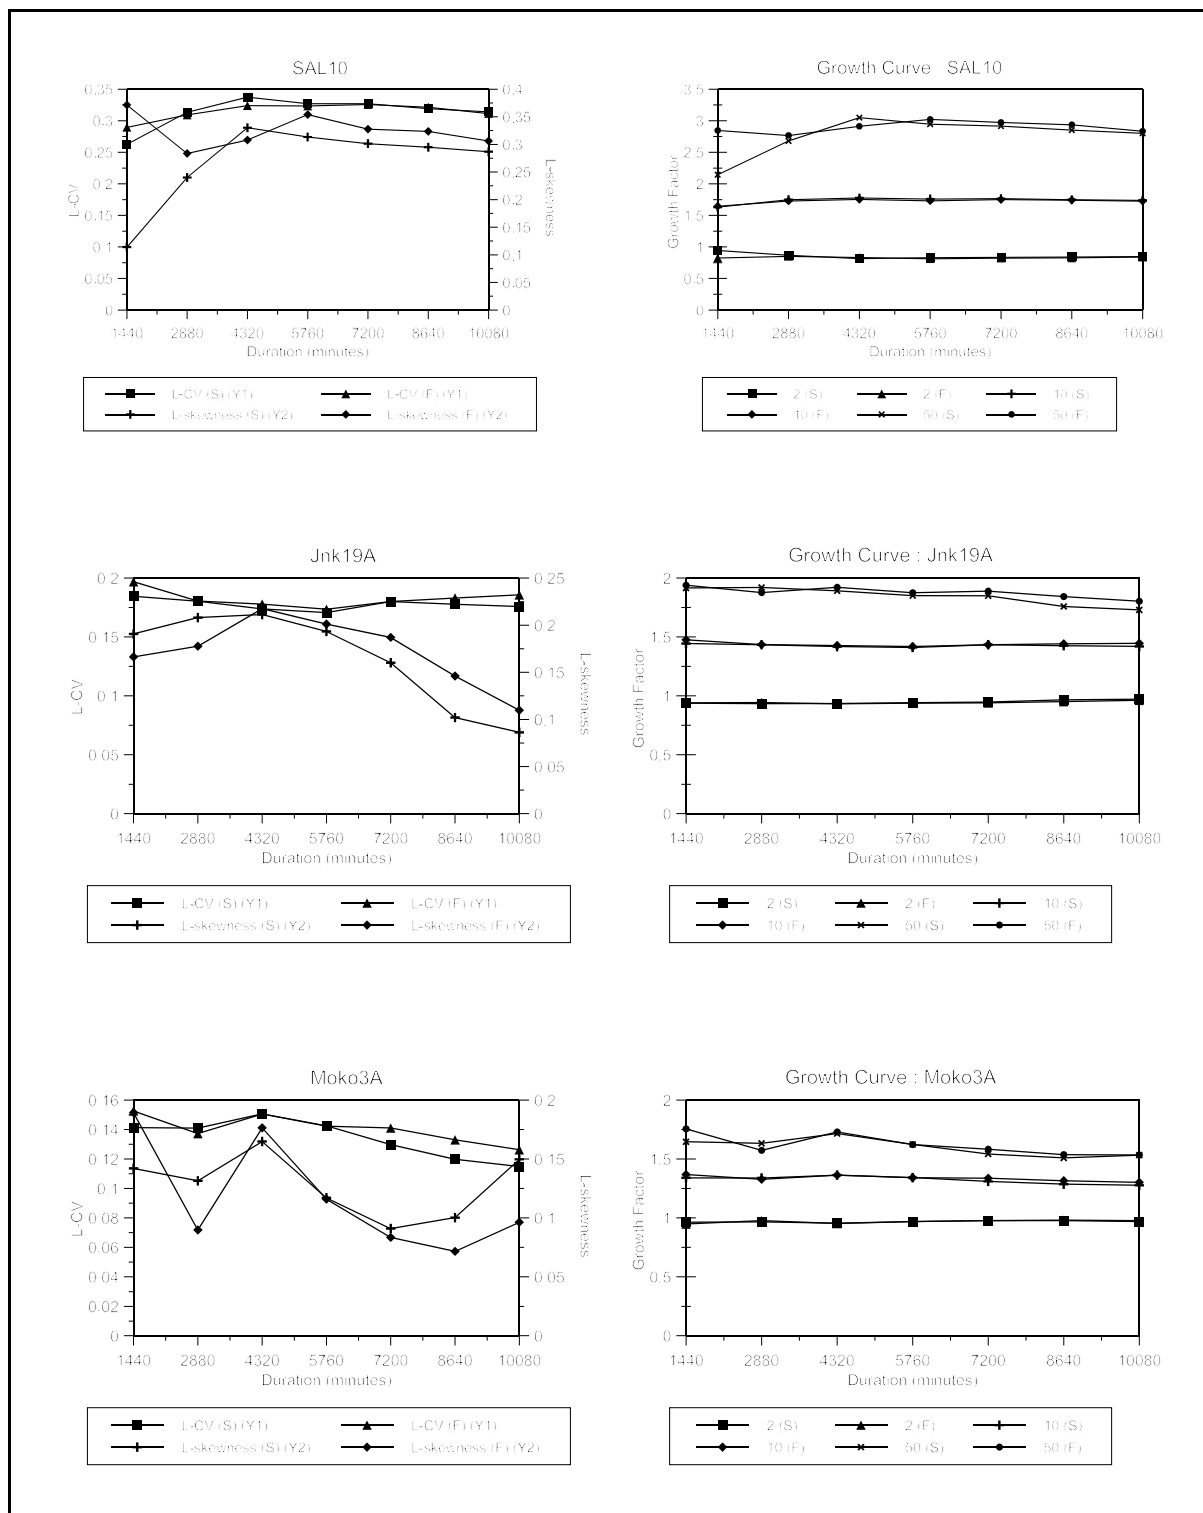 SAL10
0.35
0.3
0.25
0.2
0.15
0.1
0.05
0
L-CV
0.4
0.35
0.3
0.25
0.2
0.15
0.1
0.05
0
L-skewness
1440 2880 4320 5760 7200 8640 10080
Duration (minutes)
L-CV (S) (Y1) L-CV (F) (Y1)
L-skewness (S) (Y2) L-skewness (F) (Y2)
Growth Curve SAL10
3.5
3
2.5
2
1.5
1
0.5
0
Growth Factor
1440 2880 4320 5760 7200 8640 10080
Duration (minutes)
2 (S) 2 (F) 10 (S)
10 (F) 50 (S) 50 (F)
Jnk19A
0.2
0.15
0.1
0.05
0
L-CV
0.25
0.2
0.15
0.1
0.05
0
L-skewness
1440 2880 4320 5760 7200 8640 10080
Duration (minutes)
L-CV (S) (Y1) L-CV (F) (Y1)
L-skewness (S) (Y2) L-skewness (F) (Y2)
Growth Curve : Jnk19A
2
1.5
1
0.5
0
Growth Factor
1440 2880 4320 5760 7200 8640 10080
Duration (minutes)
2 (S) 2 (F) 10 (S)
10 (F) 50 (S) 50 (F)
Moko3A
0.16
0.14
0.12
0.1
0.08
0.06
0.04
0.02
0
L-CV
0.2
0.15
0.1
0.05
0
L-skewness
1440 2880 4320 5760 7200 8640 10080
Duration (minutes)
L-CV (S) (Y1) L-CV (F) (Y1)
L-skewness (S) (Y2) L-skewness (F) (Y2)
Growth Curve : Moko3A
2
1.5
1
0.5
0
Growth Factor
1440 2880 4320 5760 7200 8640 10080
Duration (minutes)
2 (S) 2 (F) 10 (S)
10 (F) 50 (S) 50 (F)